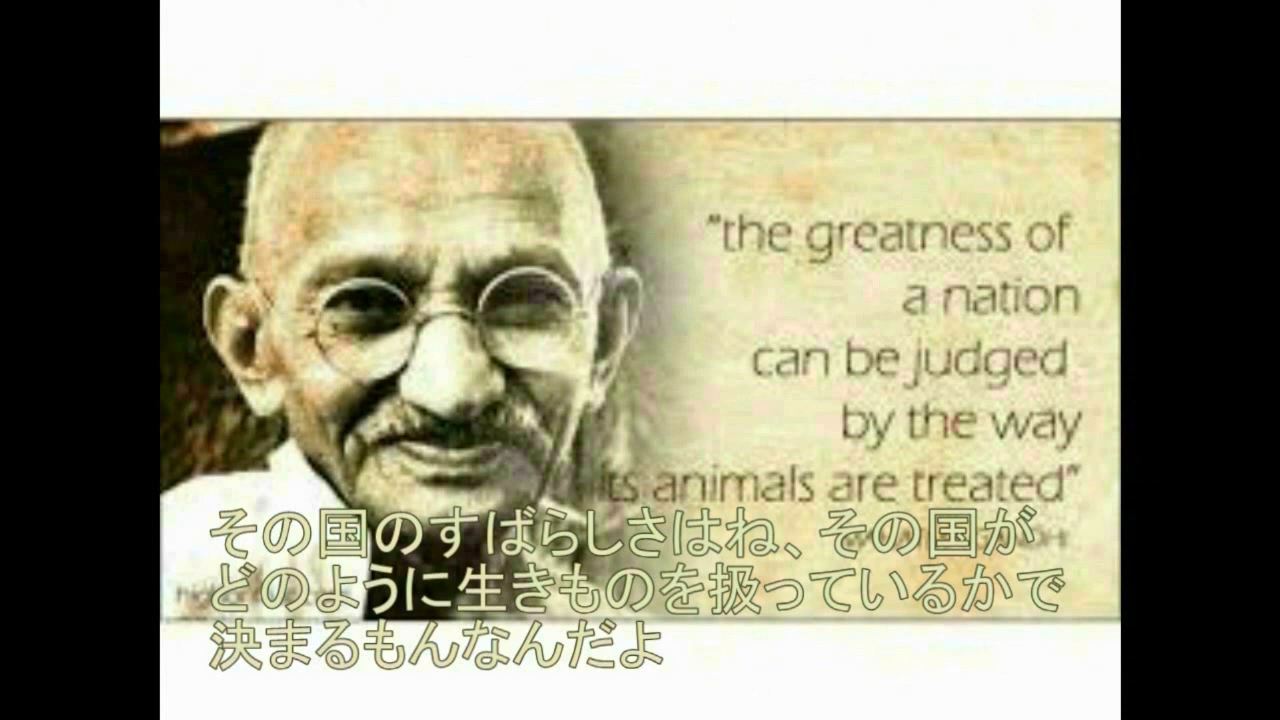 "the greatness of
a nation
can be judged
by the way
its animals are treated"
その国のすばらしさはね、その国が
どのように生きものを扱っているかで
決まるもんなんだよ